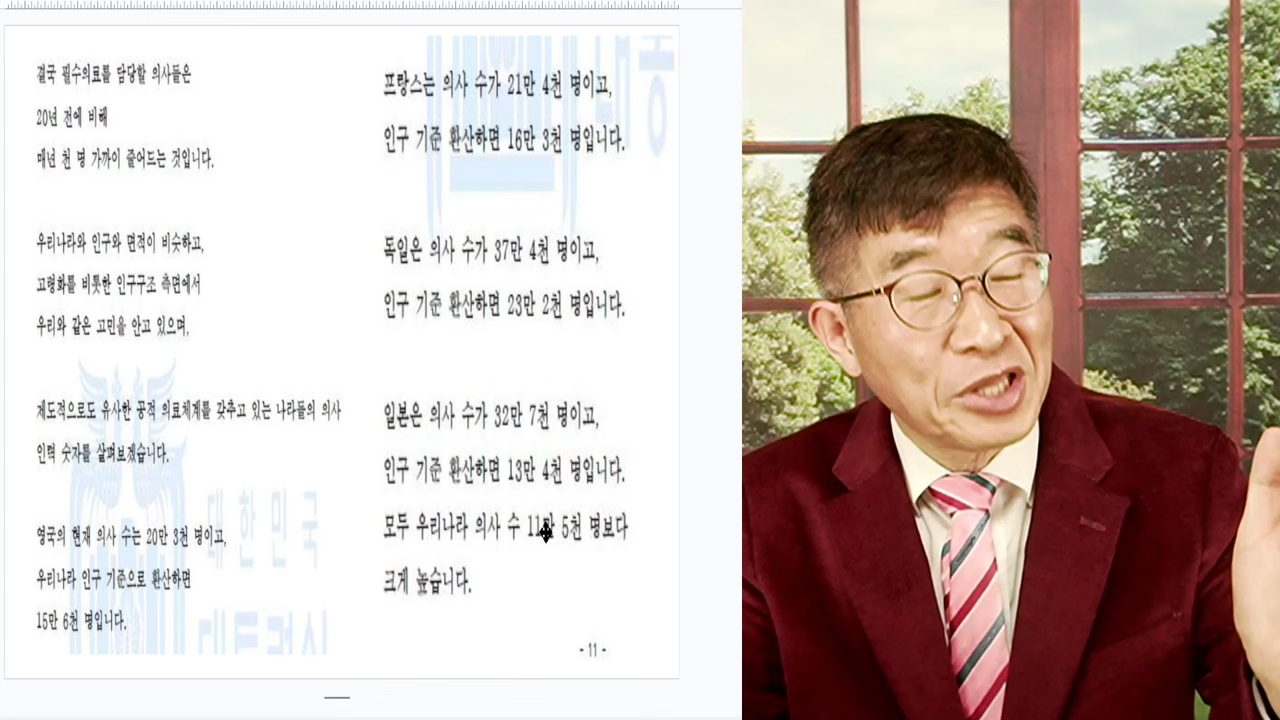 결국 필수의료를 담당할 의사들은
20년 전에 비해
매년 천 명 가까이 줄어드는 것입니다.
우리나라와 인구와 면적이 비슷하고,
고령화를 비롯한 인구구조 측면에서
우리와 같은 고민을 안고 있으며,
제도적으로도 유사한 공적 의료체계를 갖추고 있는 나라들의 의사
인력 숫자를 살펴보겠습니다.
영국의 현재 의사 수는 20만 3천 명이고,
우리나라 인구 기준으로 환산하면
15만 6천 명입니다.
대한민국
포랑스는 의사 수가 21만 4천 명이고,
인구 기준 환산하면 16만 3천 명입니다.
독일은 의사 수가 37만 4천 명이고,
인구 기준 환산하면 23만 2천 명입니다.
일본은 의사 수가 32만 7천 명이고,
인구 기준 환산하면 13만 4천 명입니다.
모두 우리나라 의사 수 11만 5천 명보다
크게 높습니다.
- 11 -